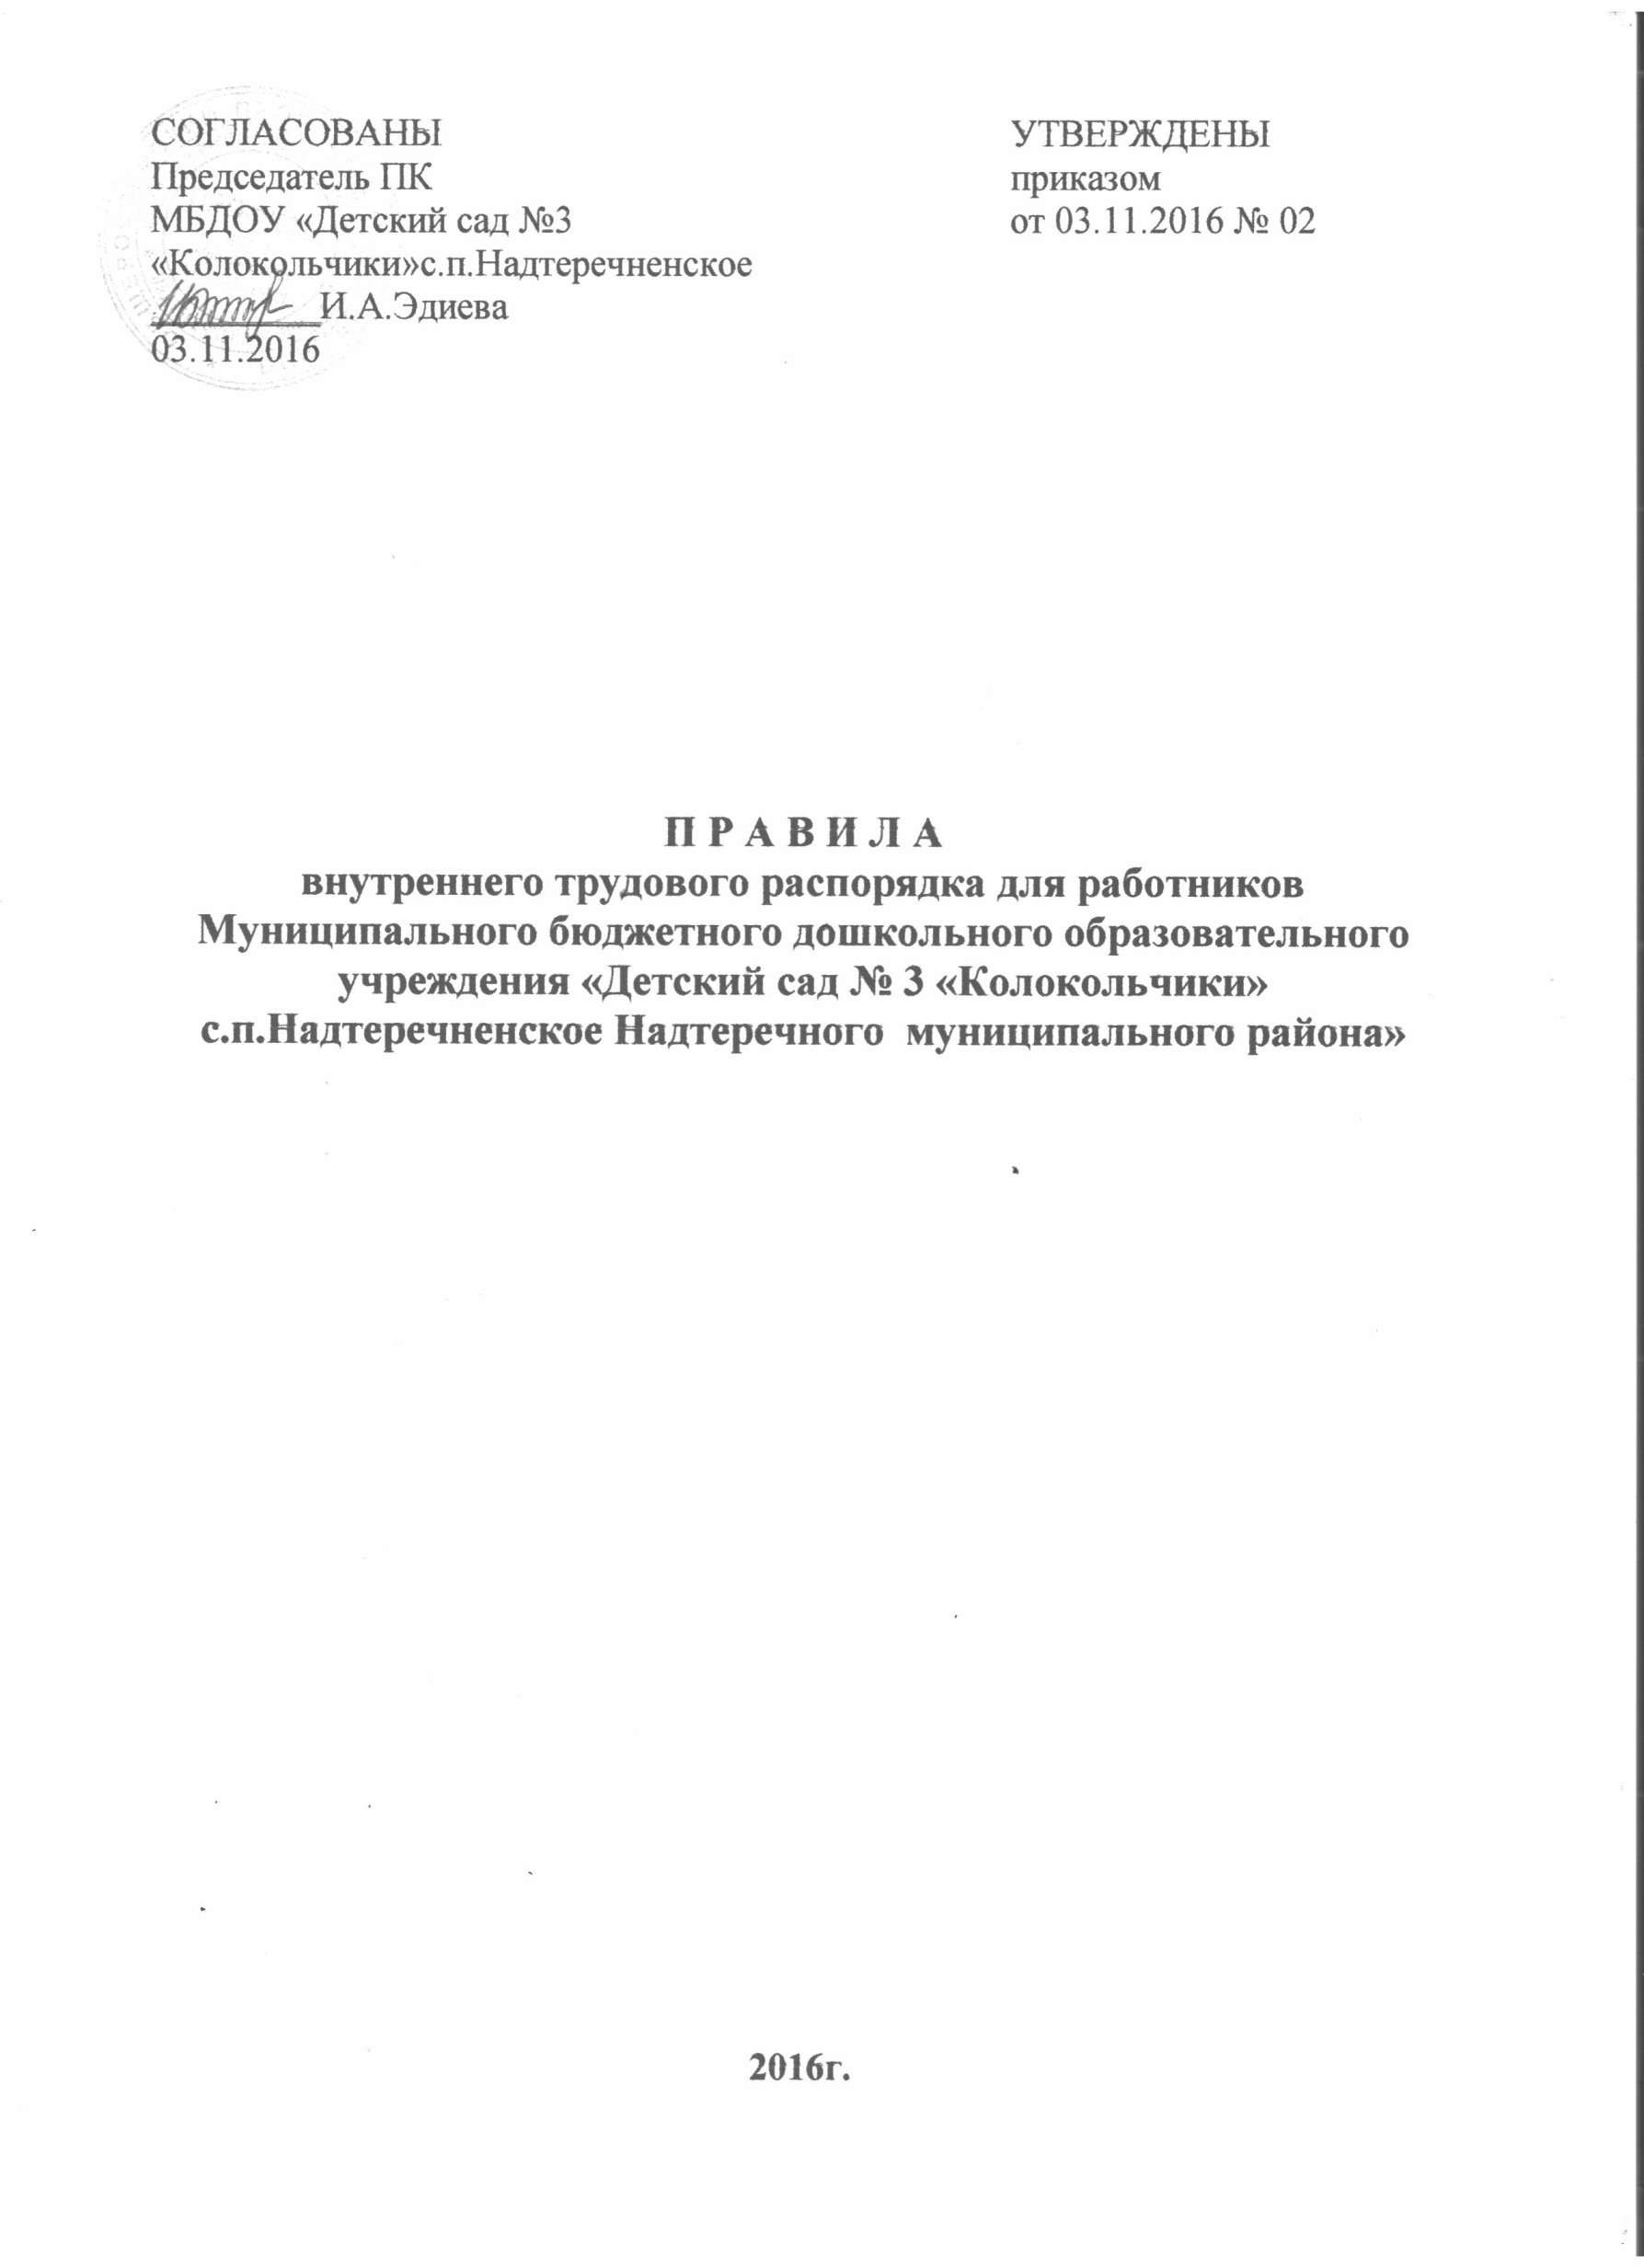 СОГЛАСОВАНЫ
Председатель ПК
МБДОУ «Детский сад №3
«Колокольчики»с.п.Надтеречненское
И.А.Эдиева
03.11.2016
УТВЕРЖДЕНЫ
приказом
от 03.11.2016 № 02
П Р А В И Л А
внутреннего трудового распорядка для работников
Муниципального бюджетного дошкольного образовательного
учреждения «Детский сад № 3 «Колокольчики»
с.п.Надтеречненское Надтеречного муниципального района»
2016г.